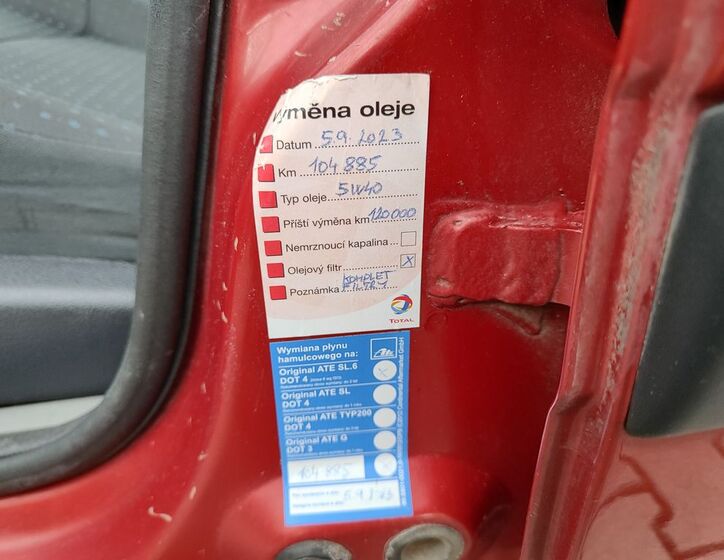 výměna oleje
Datum 5.9.2023
Km 104 885
Typ oleje 5W40
Příští výměna km 120000
Nemrznoucí kapalina
Olejový filtr X
Poznámka KOMPLET FILTRY
TOTAL
Wymiana płynu
hamulcowego na:
Original ATE SL.6
DOT 4
Original ATE SL
DOT 4
Original ATE TYP200
DOT 4
Original ATE G
DOT 3
104 885